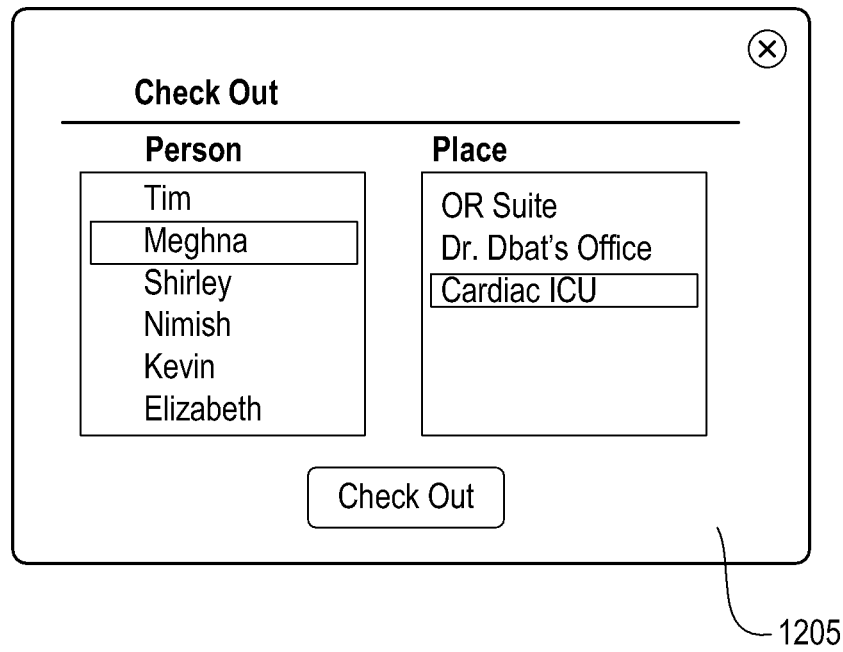 Check Out
Person
Tim
Meghna
Shirley
Nimish
Kevin
Elizabeth
Place
OR Suite
Dr. Dbat's Office
Cardiac ICU
Check Out
1205